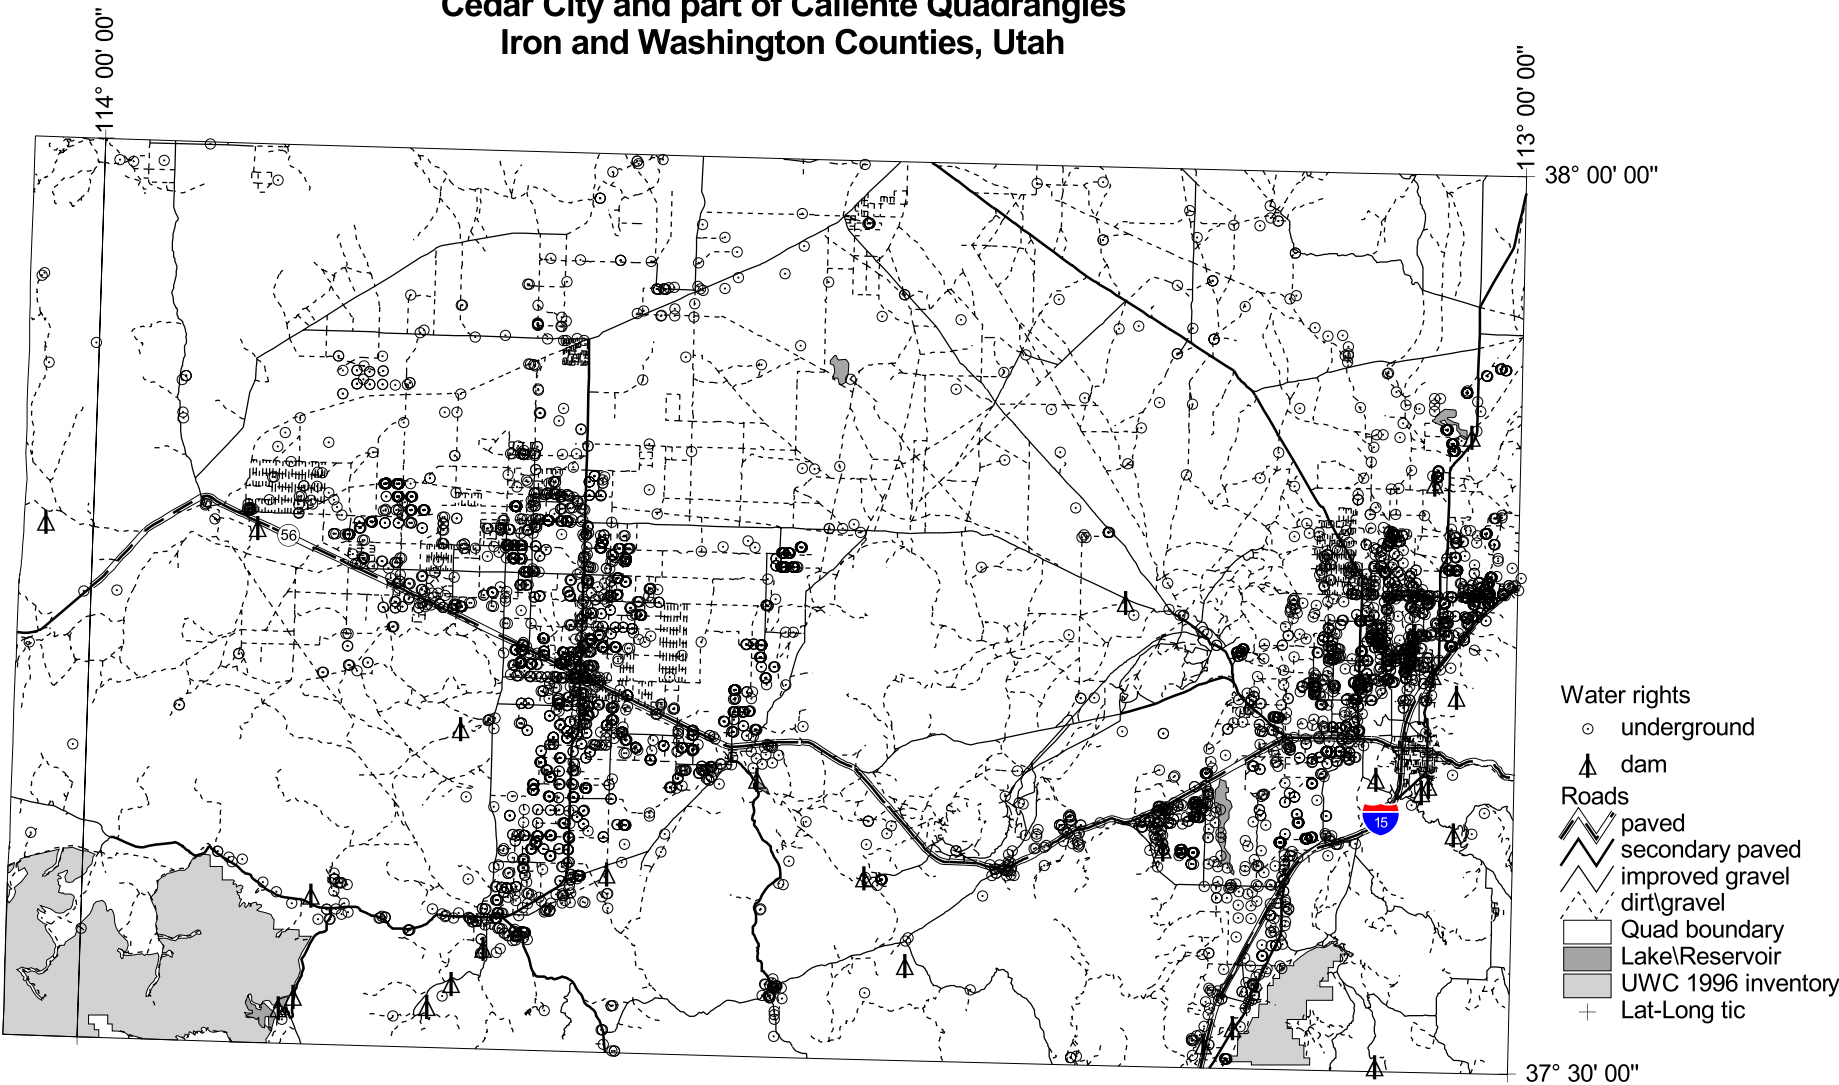 Cedar City and part of Caliente Quadrangles
Iron and Washington Counties, Utah
114° 00' 00"
113° 00' 00"
38° 00' 00"
56
15
Water rights
underground
dam
Roads
paved
secondary paved
improved gravel
dirt\gravel
Quad boundary
Lake\Reservoir
UWC 1996 inventory
Lat-Long tic
37° 30' 00"